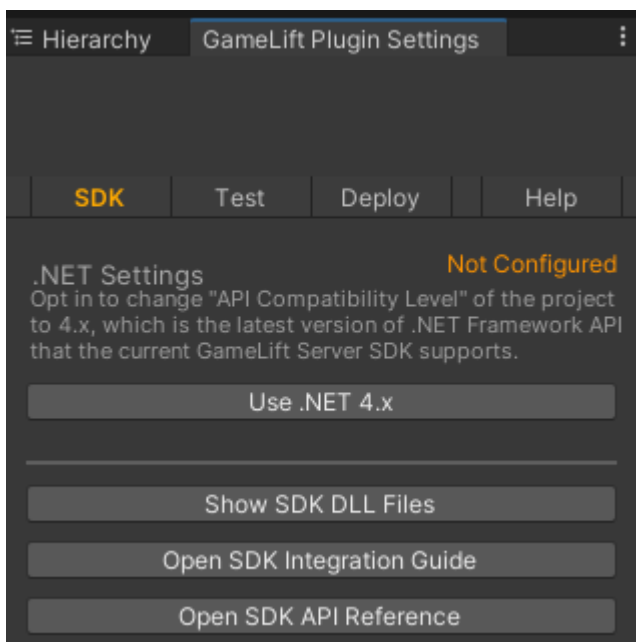 Hierarchy
GameLift Plugin Settings
SDK
Test
Deploy
Help
.NET Settings
Not Configured
Opt in to change "API Compatibility Level" of the project
to 4.x, which is the latest version of .NET Framework API
that the current GameLift Server SDK supports.
Use .NET 4.x
Show SDK DLL Files
Open SDK Integration Guide
Open SDK API Reference